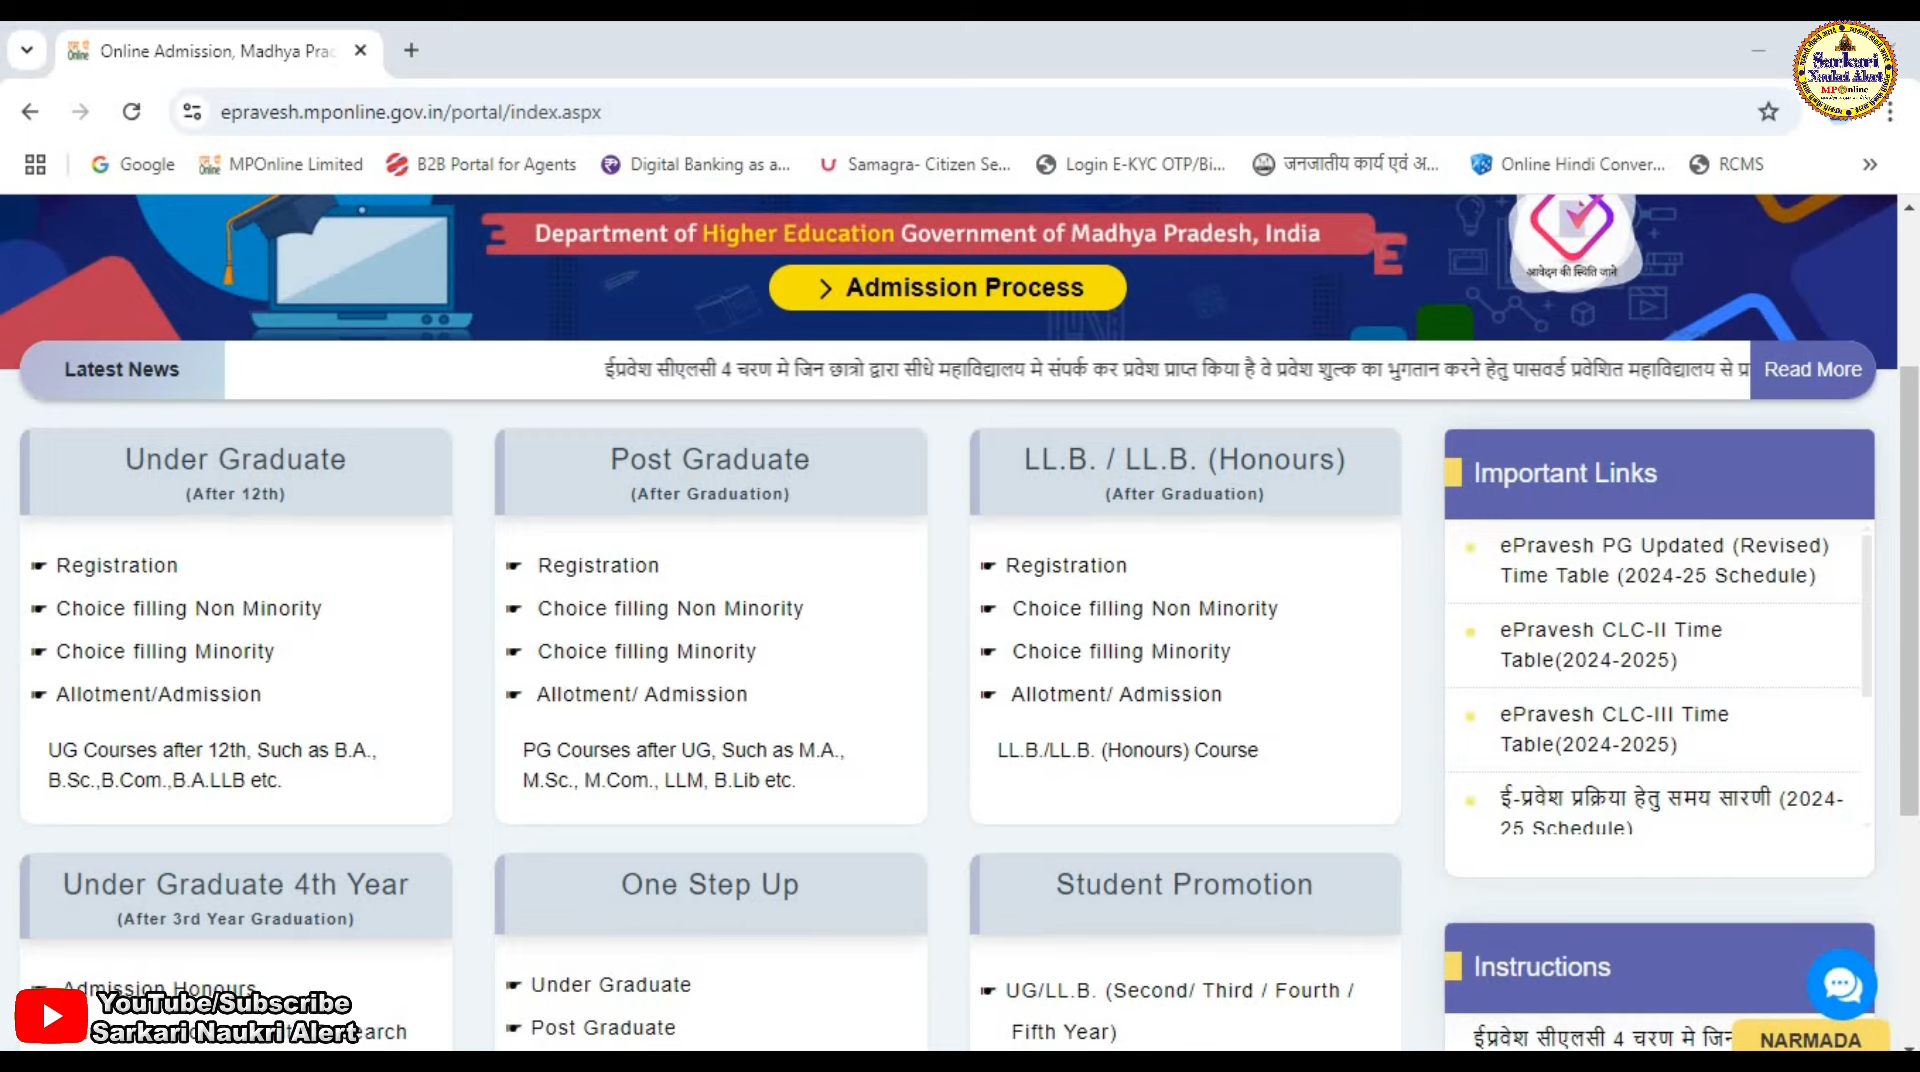 Online Admission, Madhya Prac
epravesh.mponline.gov.in/portal/index.aspx
Google
MPOnline Limited
B2B Portal for Agents
Digital Banking as a...
Samagra- Citizen Se...
Login E-KYC OTP/Bi...
जनजातीय कार्य एवं अ...
Online Hindi Conver...
RCMS
Sarkari
Naukri Alert
MPOnline
Department of Higher Education Government of Madhya Pradesh, India
Admission Process
आवेदन की स्थिति जाने
Latest News
ईप्रवेश सीएलसी 4 चरण मे जिन छात्रो द्वारा सीधे महाविद्यालय मे संपर्क कर प्रवेश प्राप्त किया है वे प्रवेश शुल्क का भुगतान करने हेतु पासवर्ड प्रवेशित महाविद्यालय से प्र
Read More
Under Graduate
(After 12th)
Registration
Choice filling Non Minority
Choice filling Minority
Allotment/Admission
UG Courses after 12th, Such as B.A.,
B.Sc.,B.Com.,B.A.LLB etc.
Post Graduate
(After Graduation)
Registration
Choice filling Non Minority
Choice filling Minority
Allotment/ Admission
PG Courses after UG, Such as M.A.,
M.Sc., M.Com., LLM, B.Lib etc.
LL.B. / LL.B. (Honours)
(After Graduation)
Registration
Choice filling Non Minority
Choice filling Minority
Allotment/ Admission
LL.B./LL.B. (Honours) Course
Important Links
ePravesh PG Updated (Revised)
Time Table (2024-25 Schedule)
ePravesh CLC-II Time
Table(2024-2025)
ePravesh CLC-III Time
Table(2024-2025)
ई-प्रवेश प्रक्रिया हेतु समय सारणी (2024-
25 Schedule)
Under Graduate 4th Year
(After 3rd Year Graduation)
Admission Honours
earch
One Step Up
Under Graduate
Post Graduate
Student Promotion
UG/LL.B. (Second/ Third / Fourth /
Fifth Year)
Instructions
ईप्रवेश सीएलसी 4 चरण मे जिन
NARMADA
YouTube/Subscribe
Sarkari Naukri Alert